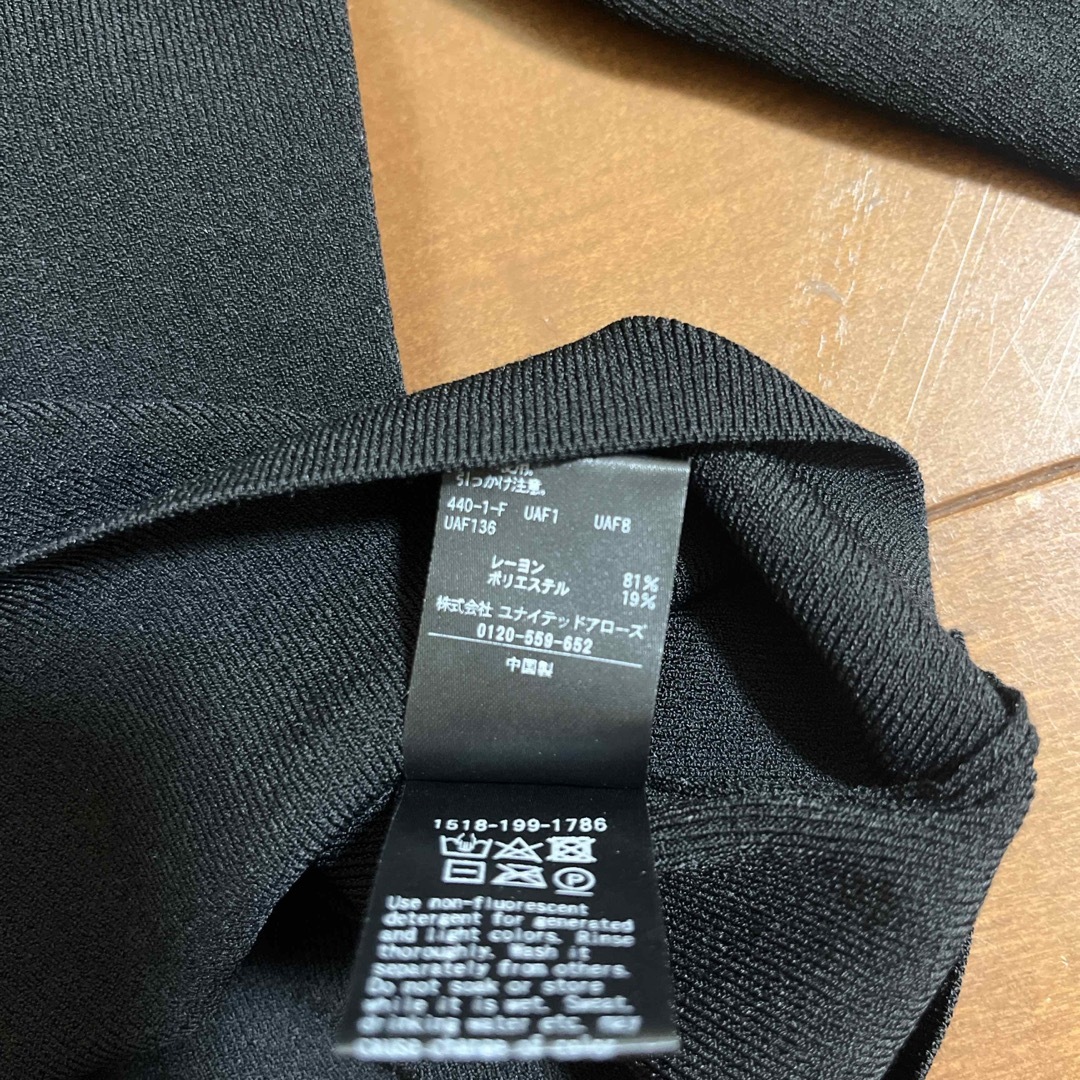 引っかけ注意。
440-1-F UAF1 UAF8
UAF136
レーヨン 81%
ポリエステル 19%
株式会社 ユナイテッドアローズ
0120-559-652
中国製
1518-199-1786
P
Use non-fluorescent
detergent for generated
and light colors. Rinse
thoroughly. Wash it
separately from others.
Do not soak or store
while it is wet. Sweat,
drinking water etc. may
cause change of color